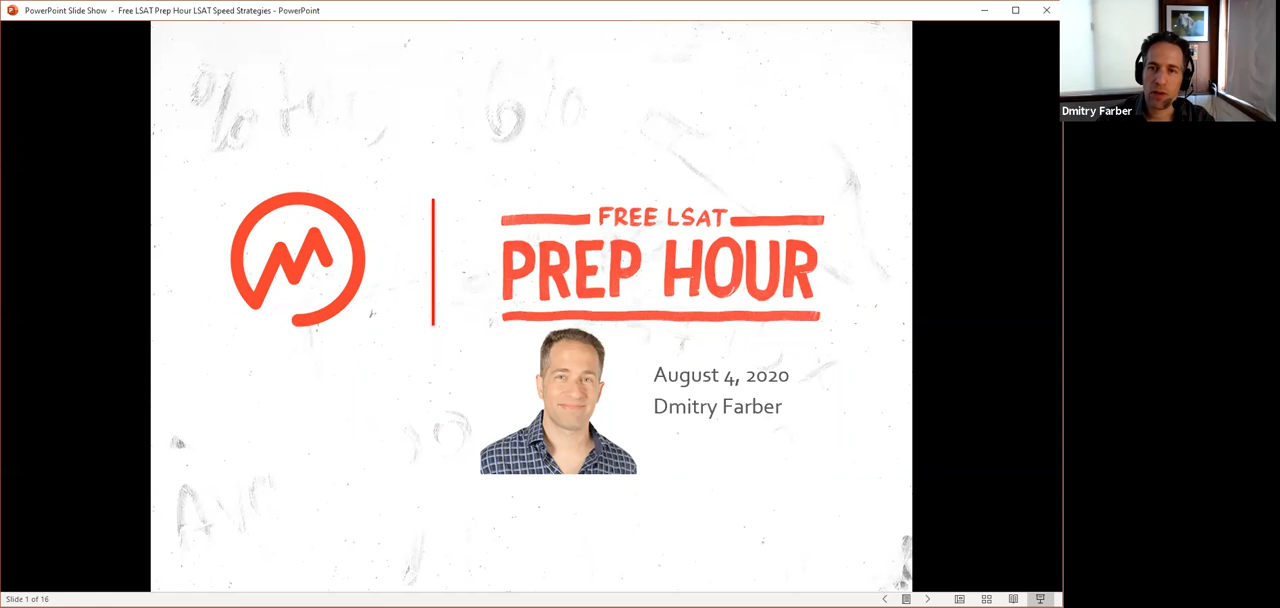 PowerPoint Slide Show - Free LSAT Prep Hour LSAT Speed Strategies - PowerPoint
Dmitry Farber
FREE LSAT
PREP HOUR
August 4, 2020
Dmitry Farber
Slide 1 of 16